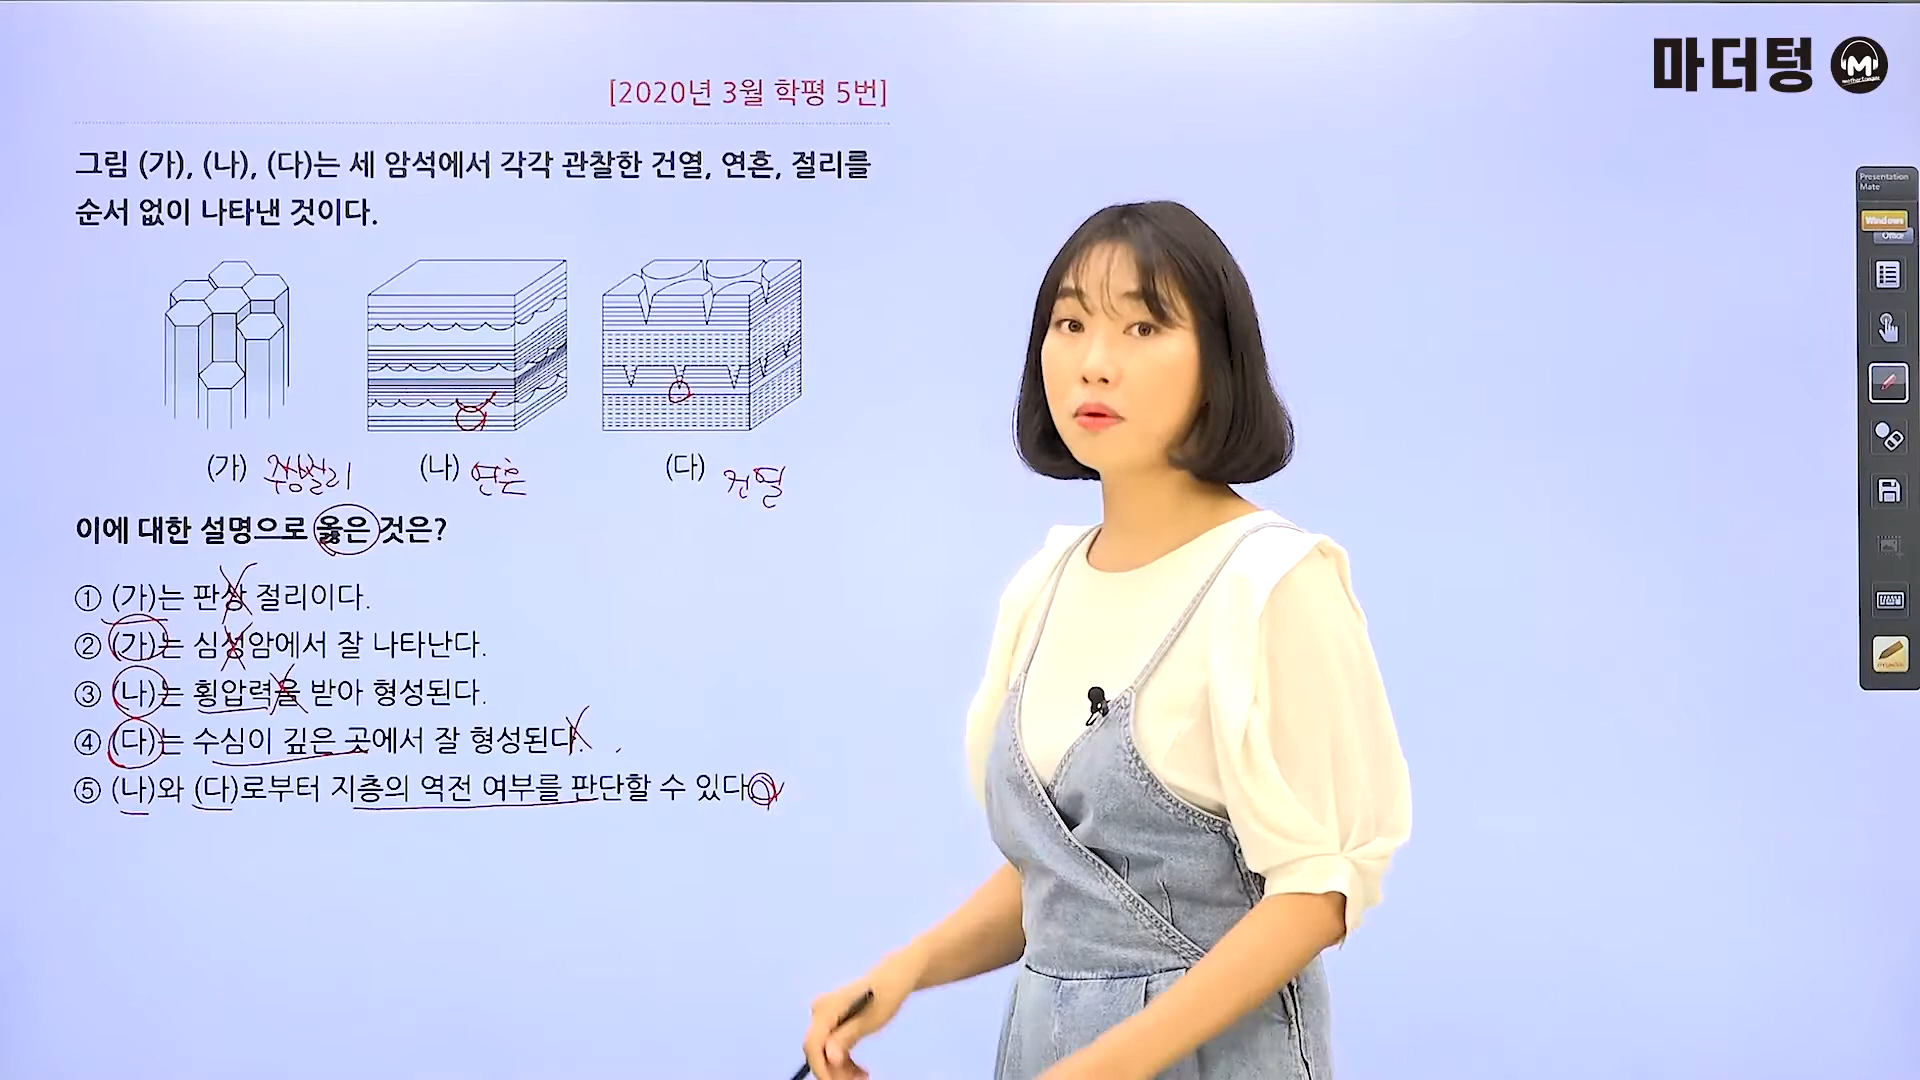 마더텅
M
[2020년 3월 학평 5번]
그림 (가), (나), (다)는 세 암석에서 각각 관찰한 건열, 연흔, 절리를
순서 없이 나타낸 것이다.
(가) 주상절리 (나) 연흔 (다) 건열
이에 대한 설명으로 옳은 것은?
① (가)는 판상 절리이다.
② (가)는 심성암에서 잘 나타난다.
③ (나)는 횡압력을 받아 형성된다.
④ (다)는 수심이 깊은 곳에서 잘 형성된다.
⑤ (나)와 (다)로부터 지층의 역전 여부를 판단할 수 있다.
Presentation
Mate
Windows
Office